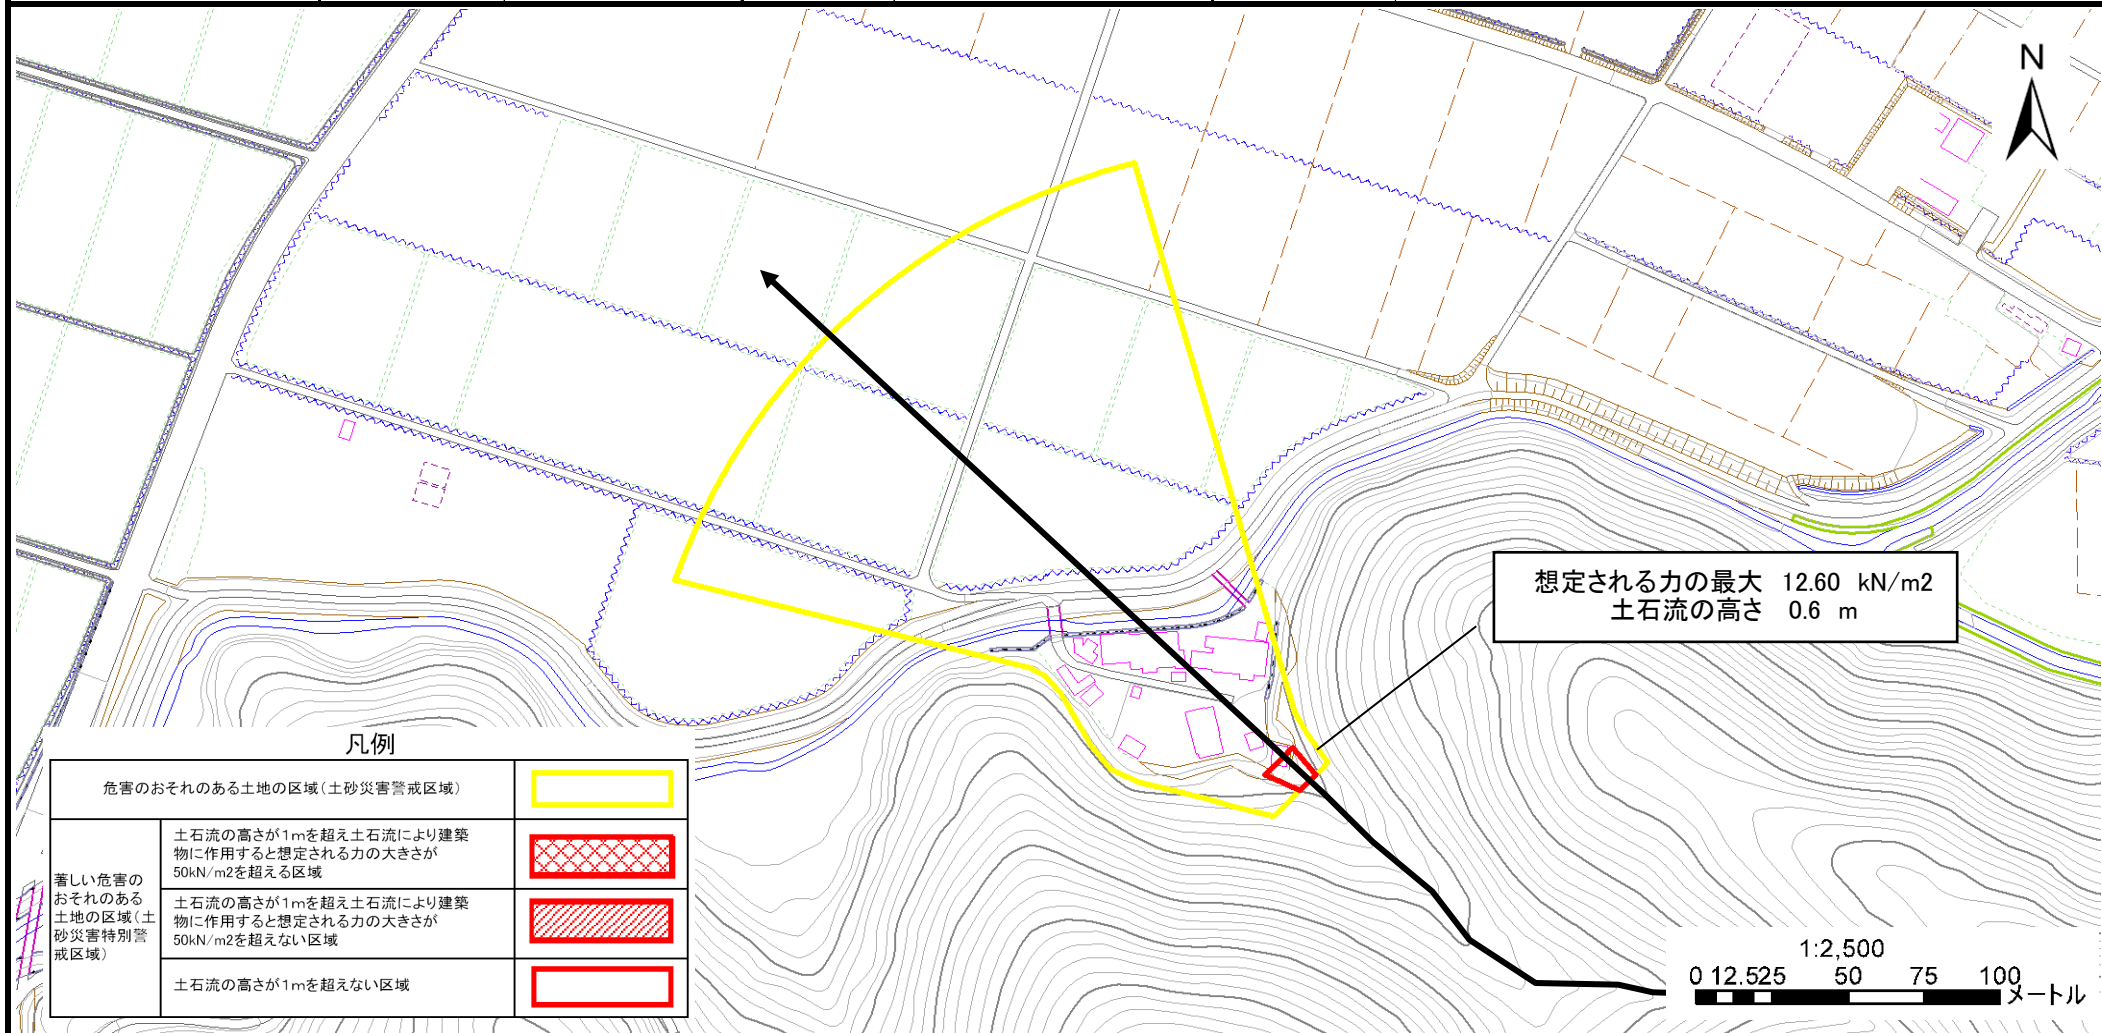 N
想定される力の最大 12.60 kN/m2
土石流の高さ 0.6 m
凡例
危害のおそれのある土地の区域(土砂災害警戒区域)
著しい危害の
おそれのある
土地の区域(土
砂災害特別警
戒区域)
土石流の高さが1mを超え土石流により建築
物に作用すると想定される力の大きさが
50kN/m2を超える区域
土石流の高さが1mを超え土石流により建築
物に作用すると想定される力の大きさが
50kN/m2を超えない区域
土石流の高さが1mを超えない区域
1:2,500
0 12.525 50 75 100
メートル